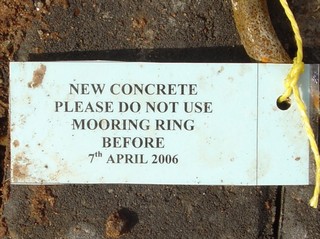 NEW CONCRETE
PLEASE DO NOT USE
MOORING RING
BEFORE
7th APRIL 2006